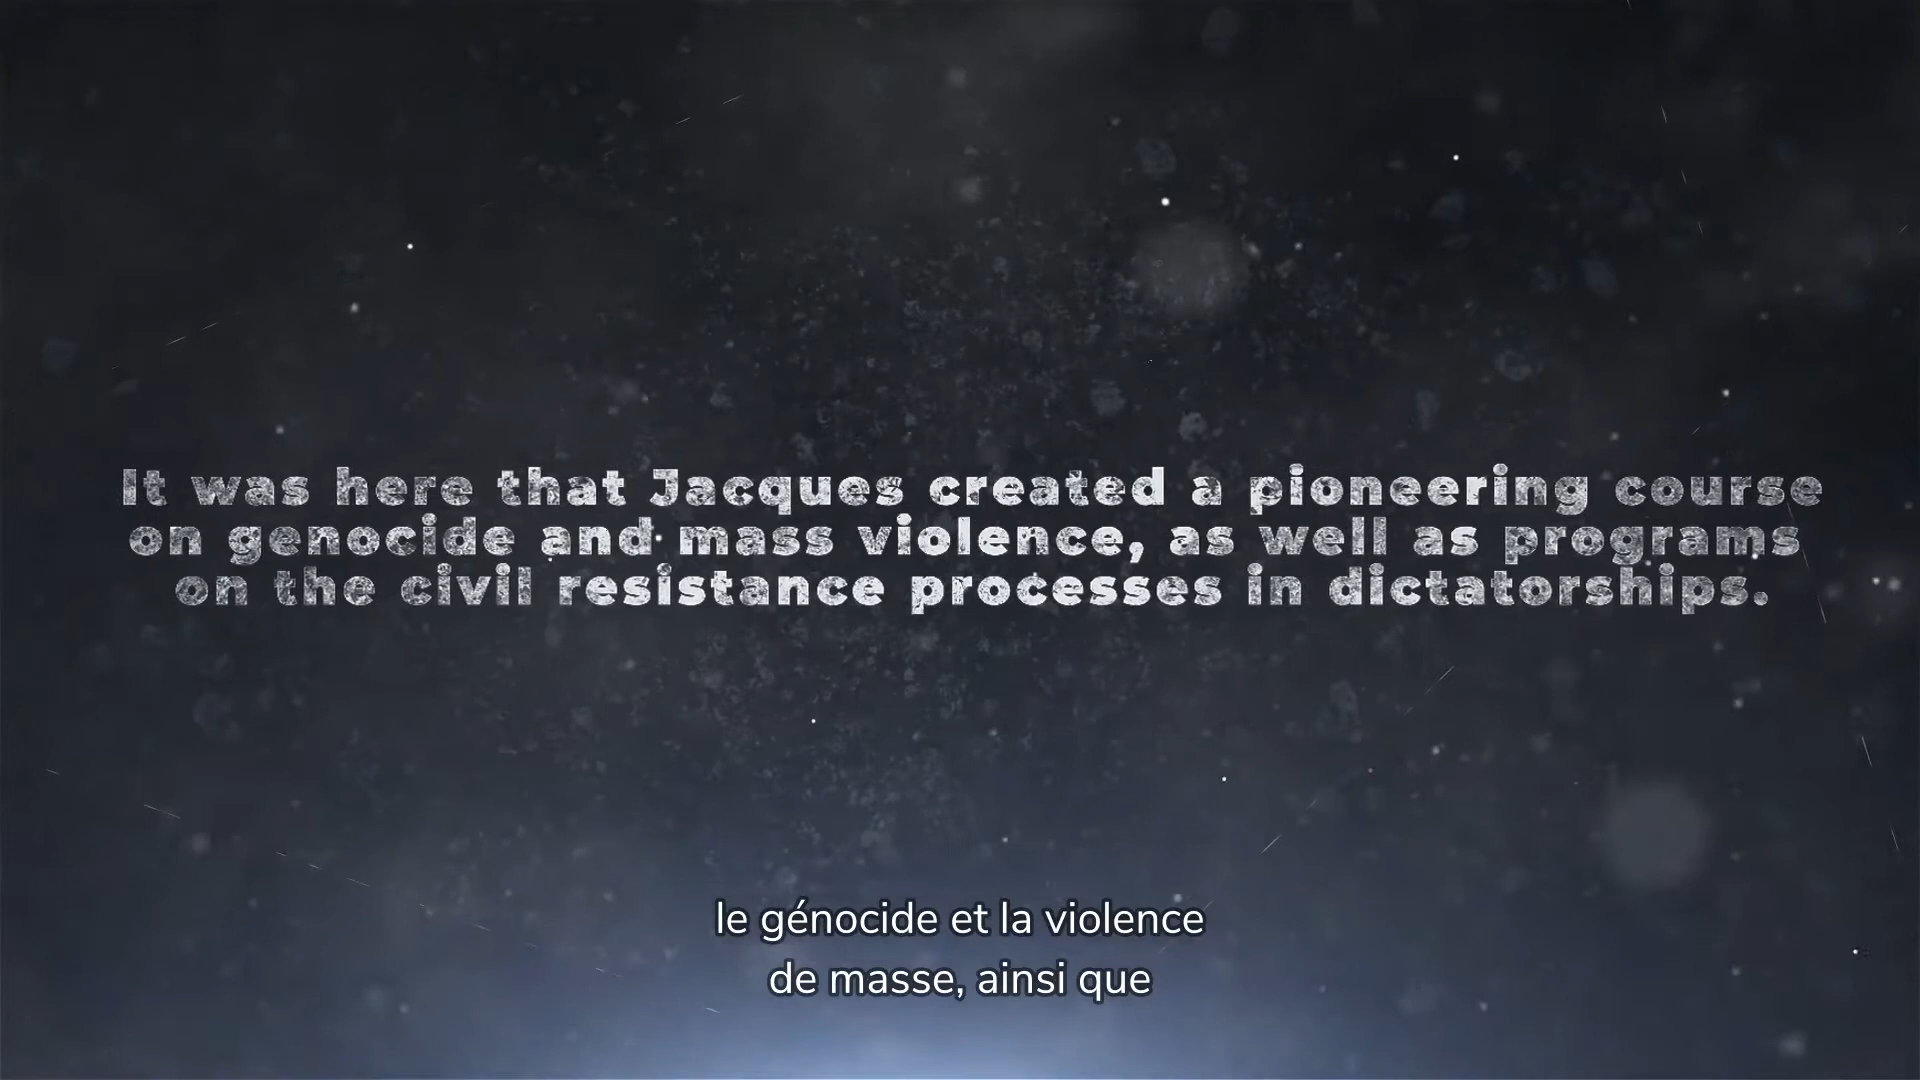 It was here that Jacques created a pioneering course
on genocide and mass violence, as well as programs
on the civil resistance processes in dictatorships.
le génocide et la violence
de masse, ainsi que